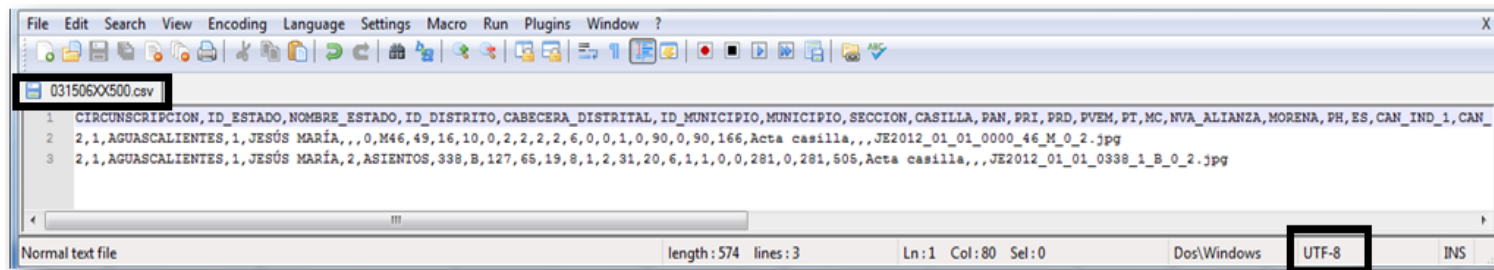 File Edit Search View Encoding Language Settings Macro Run Plugins Window ? X
031506XX500.csv
1 CIRCUNSCRIPCION,ID_ESTADO,NOMBRE_ESTADO,ID_DISTRITO,CABECERA_DISTRITAL,ID_MUNICIPIO,MUNICIPIO,SECCION,CASILLA,PAN,PRI,PRD,PVEM,PT,MC,NVA_ALIANZA,MORENA,PH,ES,CAN_IND_1,CAN_
2 2,1,AGUASCALIENTES,1,JESÚS MARÍA,,,0,M46,49,16,10,0,2,2,2,2,6,0,0,1,0,90,0,90,166,Acta casilla,,,JE2012_01_01_0000_46_M_0_2.jpg
3 2,1,AGUASCALIENTES,1,JESÚS MARÍA,2,ASIENTOS,338,B,127,65,19,8,1,2,31,20,6,1,1,0,0,281,0,281,505,Acta casilla,,,JE2012_01_01_0338_1_B_0_2.jpg
Normal text file length : 574 lines : 3 Ln : 1 Col : 80 Sel : 0 Dos\Windows UTF-8 INS